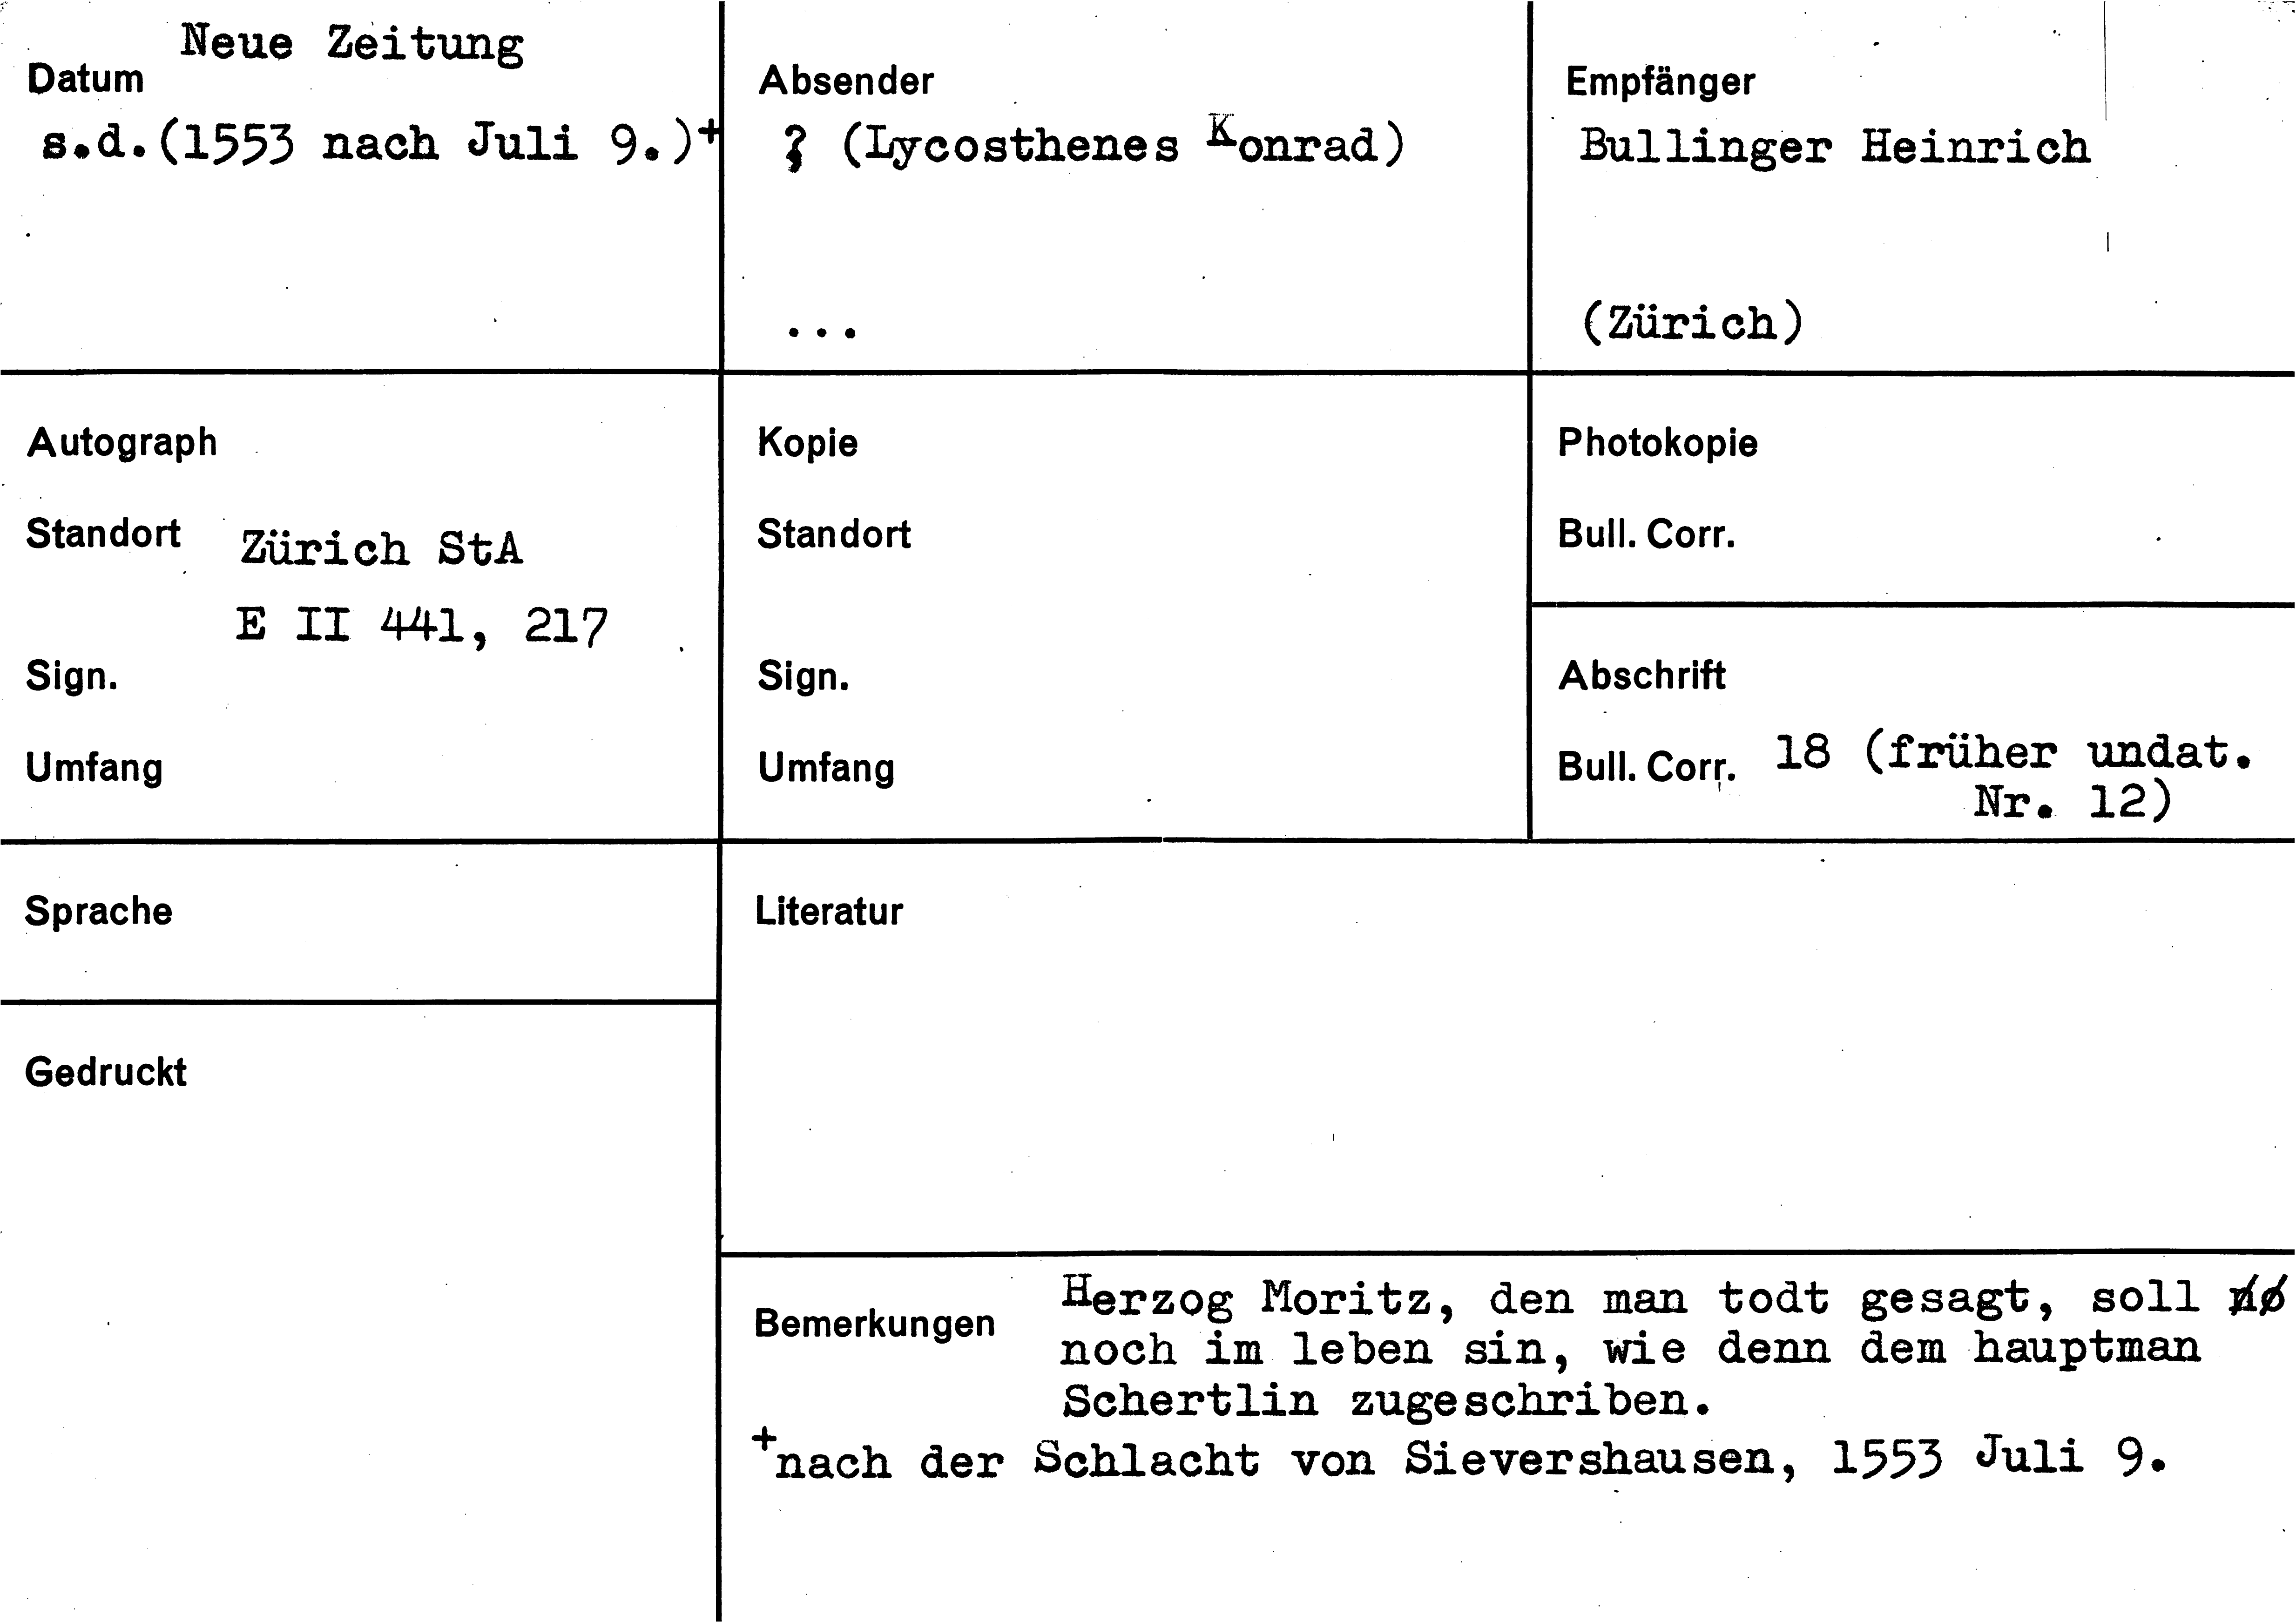 Neue Zeitung
Datum
s.d.(1553 nach Juli 9.)+
Absender
? (Lycosthenes Konrad)
...
Empfänger
Bullinger Heinrich
(Zürich)
Autograph
Standort Zürich StA
E II 441, 217
Sign.
Umfang
Kopie
Standort
Sign.
Umfang
Photokopie
Bull. Corr.
Abschrift
Bull. Corr. 18 (früher undat.
Nr. 12)
Sprache
Gedruckt
Literatur
Bemerkungen Herzog Moritz, den man todt gesagt, soll
noch im leben sin, wie denn dem hauptman
Schertlin zugeschriben.
+nach der Schlacht von Sievershausen, 1553 Juli 9.